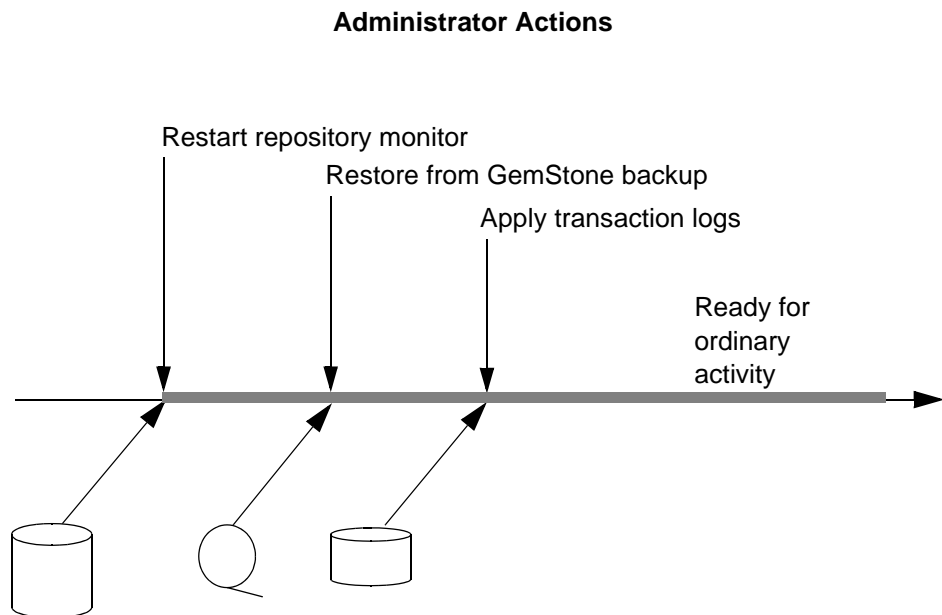 Administrator Actions
Restart repository monitor
Restore from GemStone backup
Apply transaction logs
Ready for
ordinary
activity